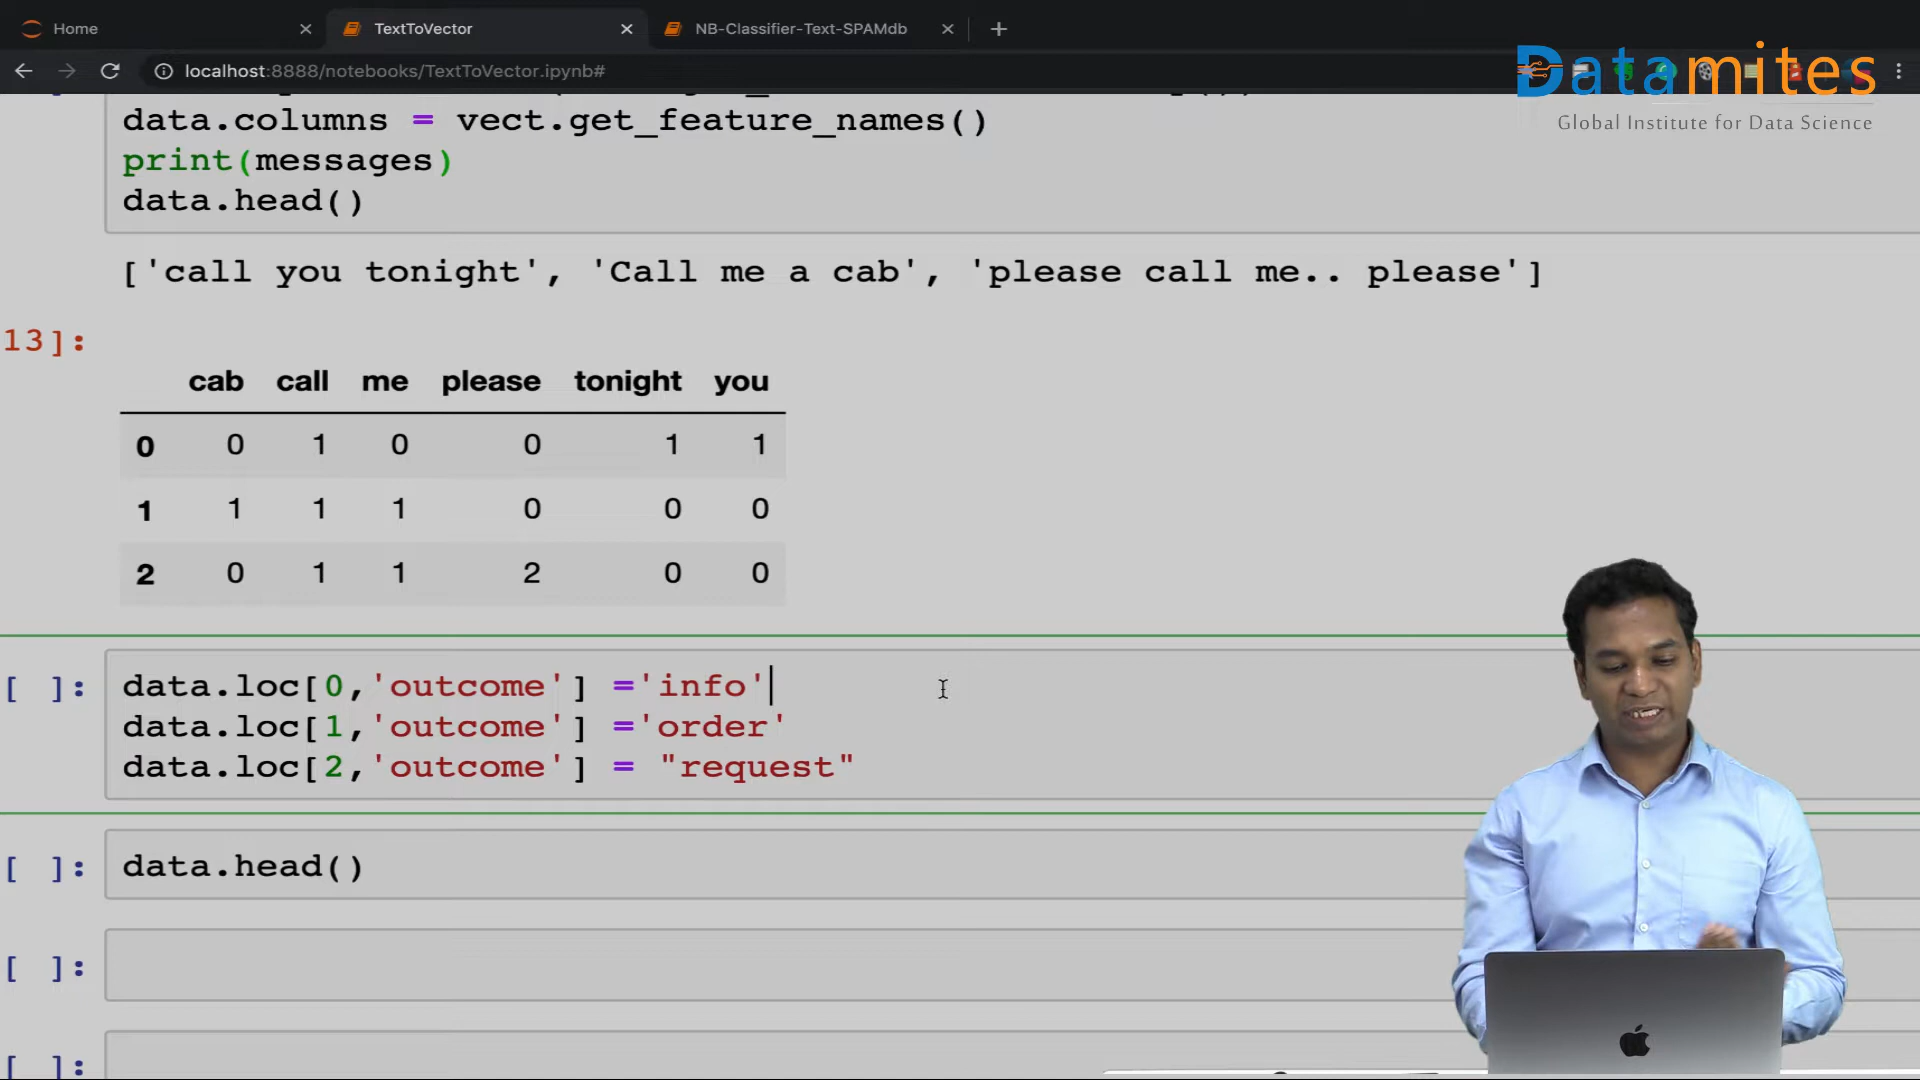 Home
TextToVector
NB-Classifier-Text-SPAMdb
localhost:8888/notebooks/TextToVector.ipynb#
Datamites
Global Institute for Data Science
data.columns = vect.get_feature_names()
print(messages)
data.head()
['call you tonight', 'Call me a cab', 'please call me.. please']
13]:
cab call me please tonight you
0 0 1 0 0 1 1
1 1 1 1 0 0 0
2 0 1 1 2 0 0
[ ]:
data.loc[0,'outcome'] ='info'
data.loc[1,'outcome'] ='order'
data.loc[2,'outcome'] = "request"
[ ]:
data.head()
[ ]:
[ ]: